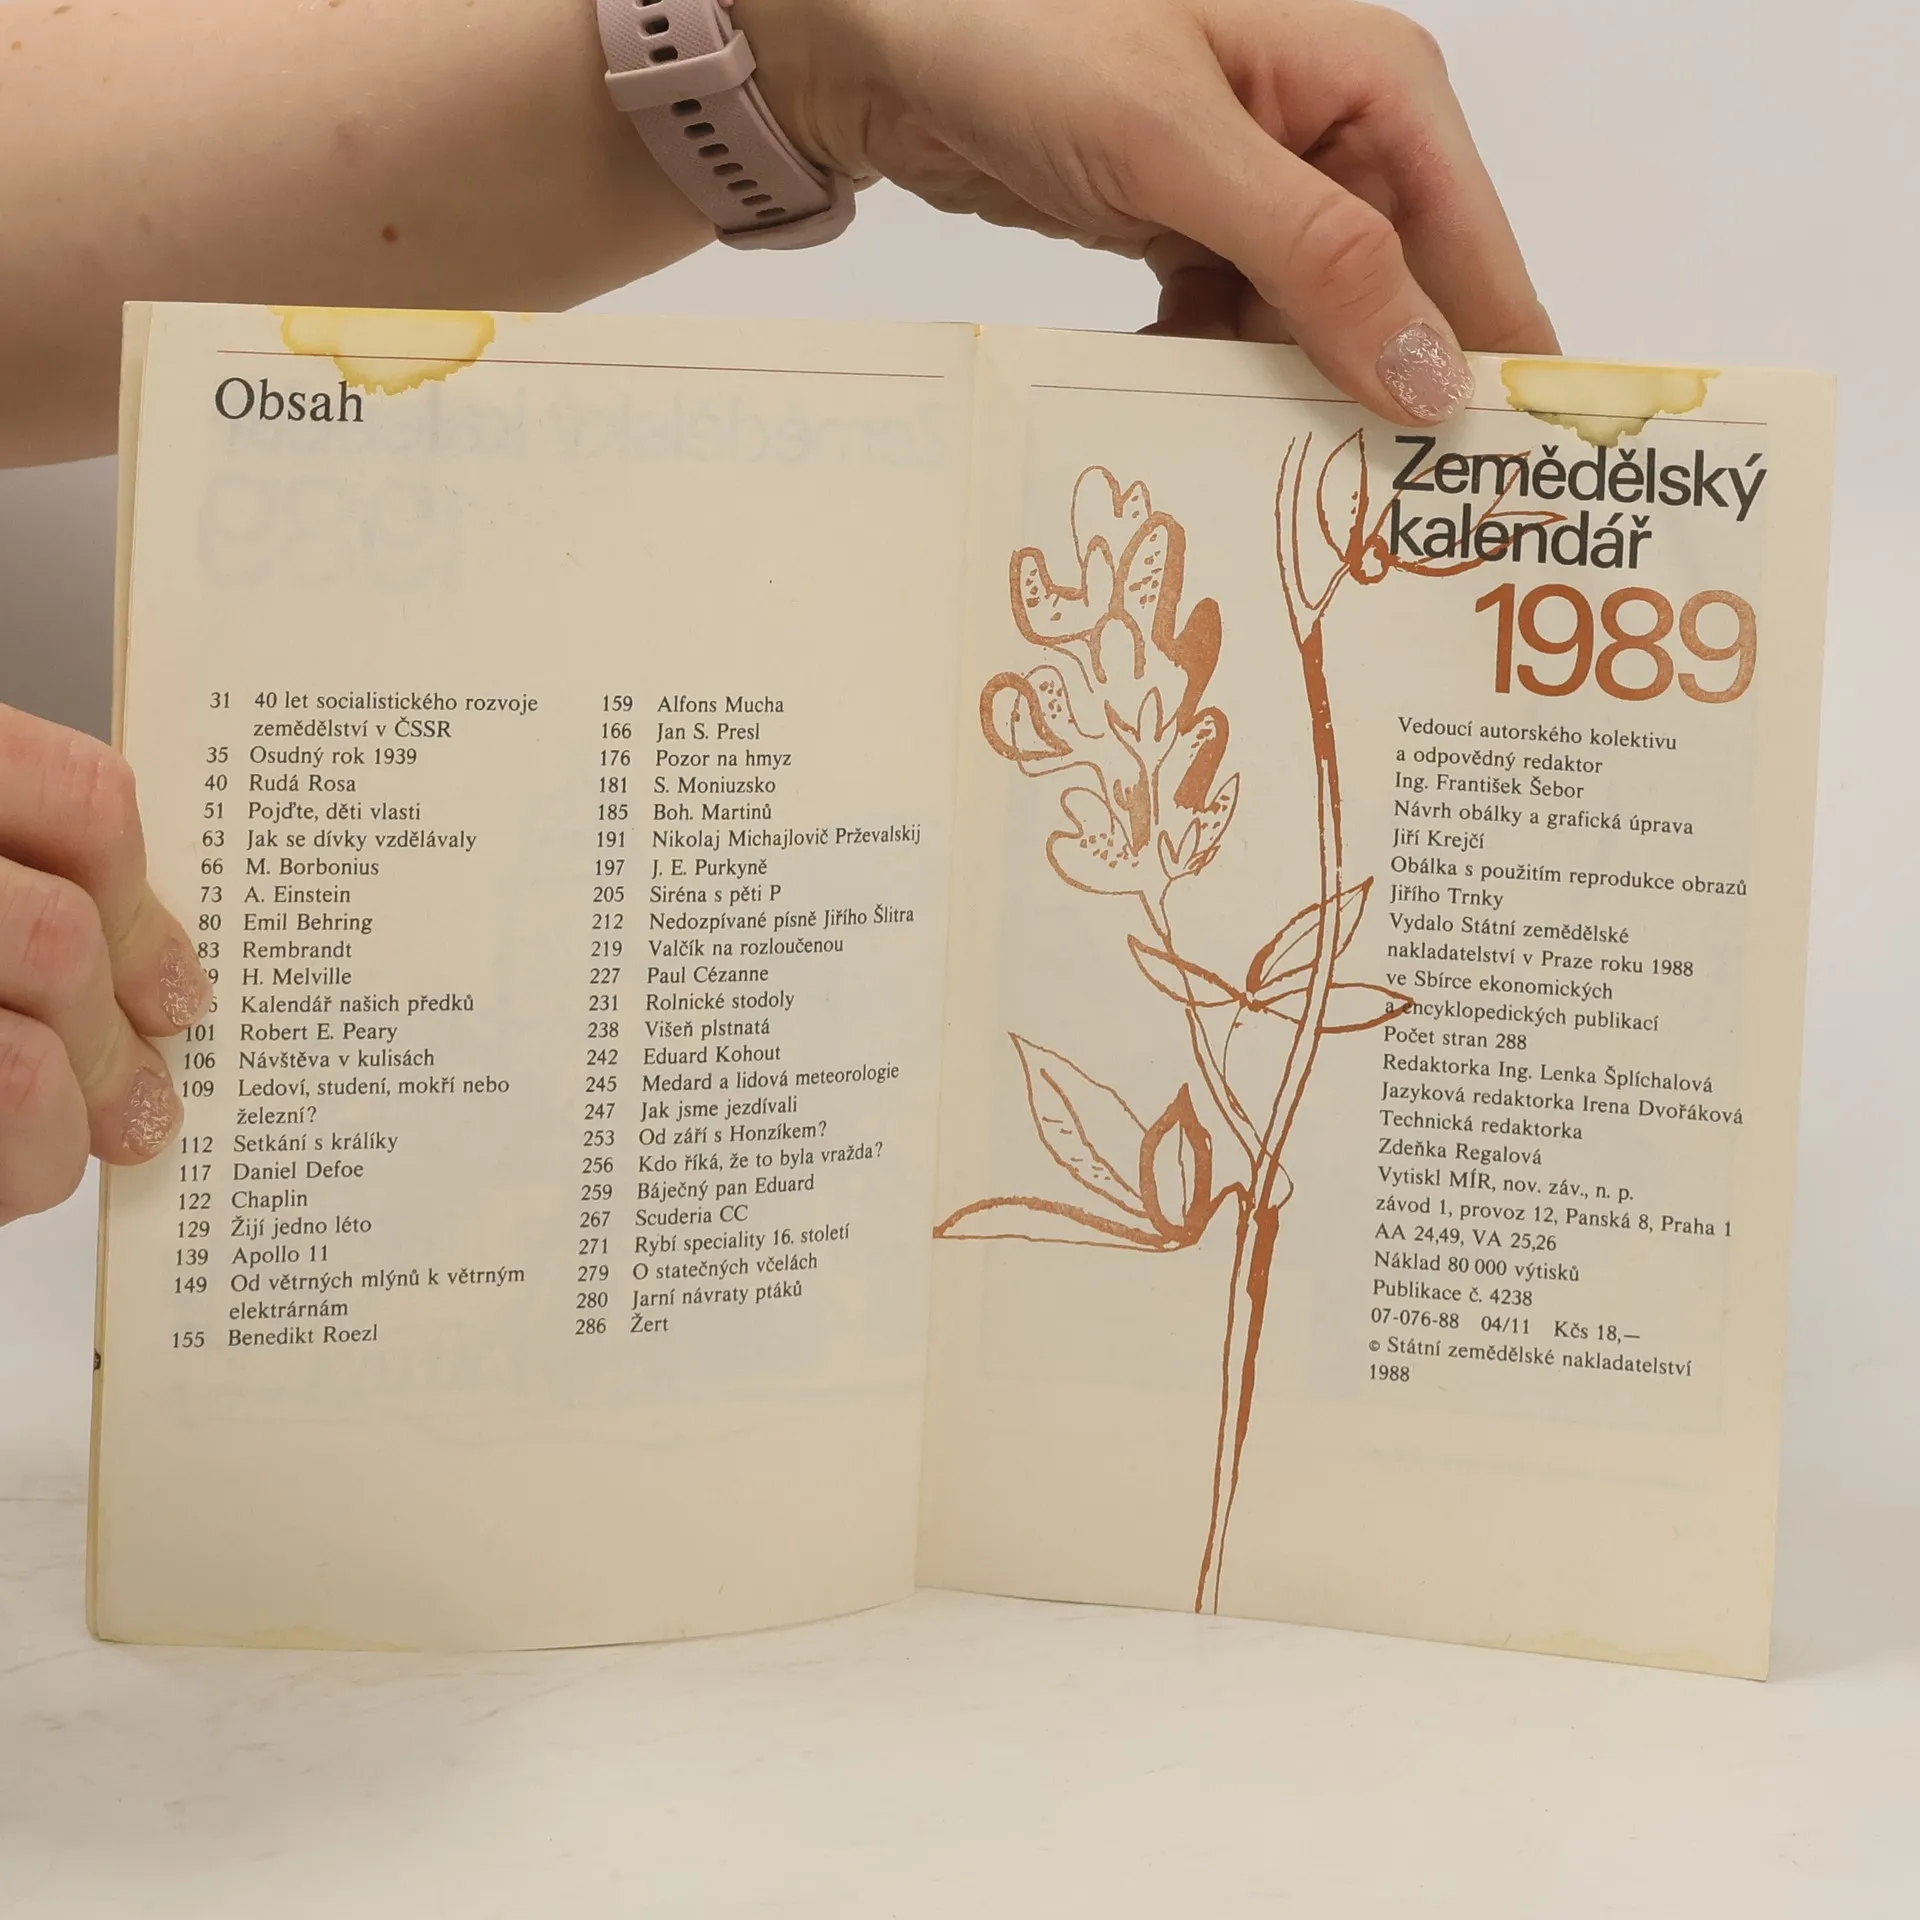 Obsah
31 40 let socialistického rozvoje
zemědělství v ČSSR
35 Osudný rok 1939
40 Rudá Rosa
51 Pojďte, děti vlasti
63 Jak se dívky vzdělávaly
66 M. Borbonius
73 A. Einstein
80 Emil Behring
83 Rembrandt
H. Melville
Kalendář našich předků
101 Robert E. Peary
106 Návštěva v kulisách
109 Ledoví, studení, mokří nebo
železní?
112 Setkání s králíky
117 Daniel Defoe
122 Chaplin
129 Žijí jedno léto
139 Apollo 11
149 Od větrných mlýnů k větrným
elektrárnám
155 Benedikt Roezl
159 Alfons Mucha
166 Jan S. Presl
176 Pozor na hmyz
181 S. Moniuzsko
185 Boh. Martinů
191 Nikolaj Michajlovič Prževalskij
197 J. E. Purkyně
205 Siréna s pěti P
212 Nedozpívané písně Jiřího Šlitra
219 Valčík na rozloučenou
227 Paul Cézanne
231 Rolnické stodoly
238 Višeň plstnatá
242 Eduard Kohout
245 Medard a lidová meteorologie
247 Jak jsme jezdívali
253 Od září s Honzíkem?
256 Kdo říká, že to byla vražda?
259 Báječný pan Eduard
267 Scuderia CC
271 Rybí speciality 16. století
279 O statečných včelách
280 Jarní návraty ptáků
286 Žert
Zemědělský
kalendář
1989
Vedoucí autorského kolektivu
a odpovědný redaktor
Ing. František Šebor
Návrh obálky a grafická úprava
Jiří Krejčí
Obálka s použitím reprodukce obrazů
Jiřího Trnky
Vydalo Státní zemědělské
nakladatelství v Praze roku 1988
ve Sbírce ekonomických
a encyklopedických publikací
Počet stran 288
Redaktorka Ing. Lenka Šplíchalová
Jazyková redaktorka Irena Dvořáková
Technická redaktorka
Zdeňka Regalová
Vytiskl MÍR, nov. záv., n. p.
závod 1, provoz 12, Panská 8, Praha 1
AA 24,49, VA 25,26
Náklad 80 000 výtisků
Publikace č. 4238
07-076-88 04/11 Kčs 18,—
© Státní zemědělské nakladatelství
1988